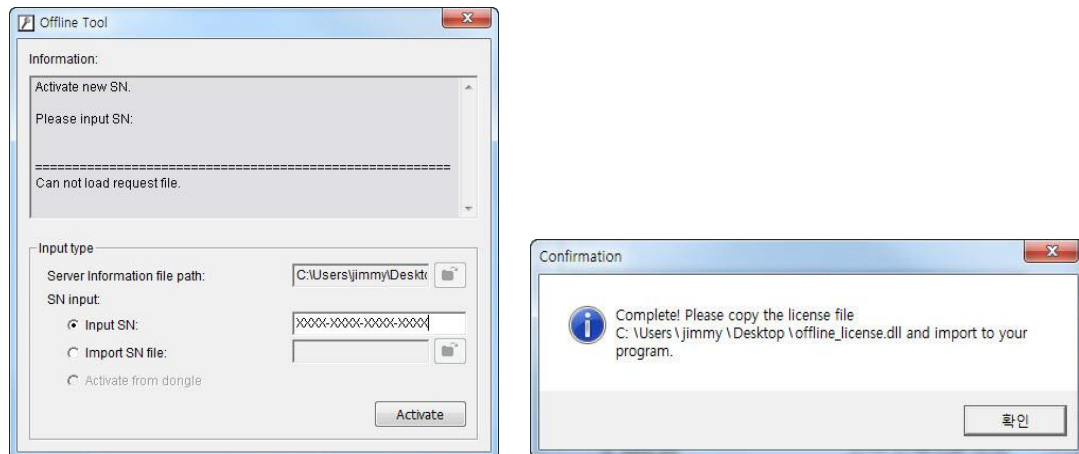 Offline Tool
Information:
Activate new SN.
Please input SN:
========================================================
Can not load request file.
Input type
Server Information file path:
C:\Users\jimmy\Deskt
SN input:
Input SN:
XXXX-XXXX-XXXX-XXXX
Import SN file:
Activate from dongle
Activate
Confirmation
Complete! Please copy the license file
C: \Users \ jimmy \ Desktop \offline_license.dll and import to your
program.
확인